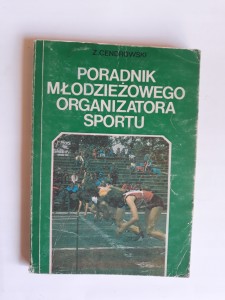 Z. CENDROWSKI
PORADNIK
MŁODZIEŻOWEGO
ORGANIZATORA
SPORTU